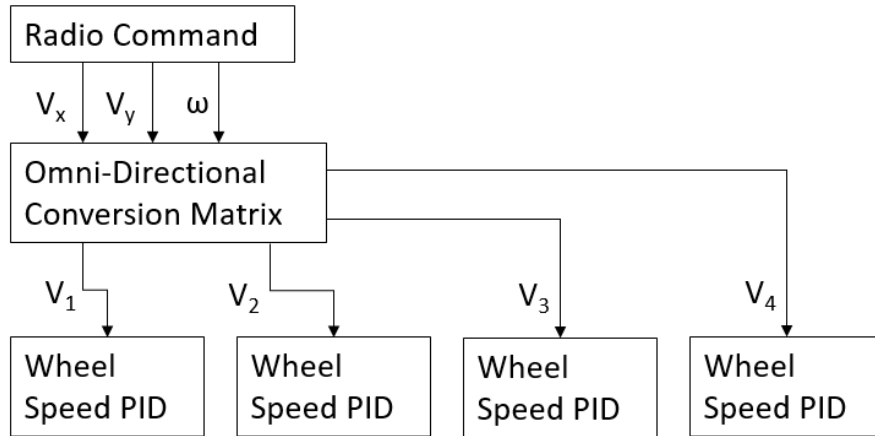 Radio Command
Vₓ
Vᵧ
ω
Omni-Directional
Conversion Matrix
V₁
V₂
V₃
V₄
Wheel
Speed PID
Wheel
Speed PID
Wheel
Speed PID
Wheel
Speed PID